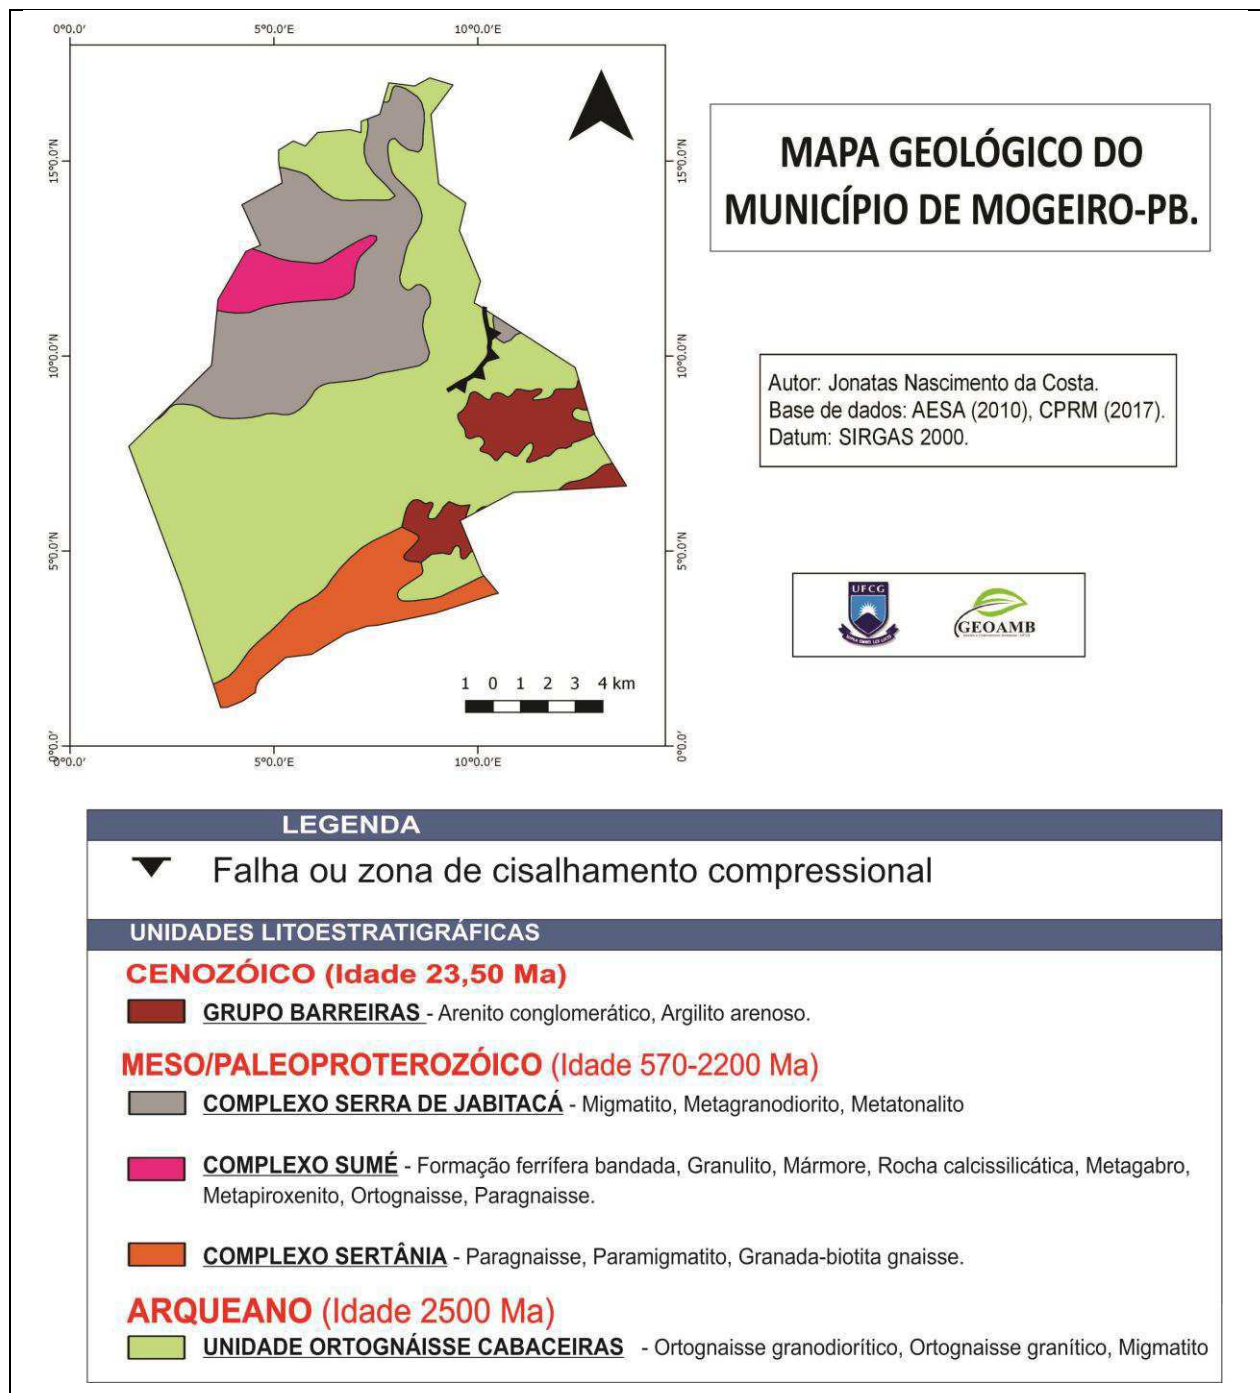 0°0.0' 5°0.0'E 10°0.0'E
15°0.0'N 15°0.0'N
10°0.0'N 10°0.0'N
5°0.0'N 5°0.0'N
0°0.0' 0°0.0'
1 0 1 2 3 4 km
0°0.0' 5°0.0'E 10°0.0'E
MAPA GEOLÓGICO DO
MUNICÍPIO DE MOGEIRO-PB.
Autor: Jonatas Nascimento da Costa.
Base de dados: AESA (2010), CPRM (2017).
Datum: SIRGAS 2000.
UFCG
GEOAMB
LEGENDA
Falha ou zona de cisalhamento compressional
UNIDADES LITOESTRATIGRÁFICAS
CENOZÓICO (Idade 23,50 Ma)
GRUPO BARREIRAS - Arenito conglomerático, Argilito arenoso.
MESO/PALEOPROTEROZÓICO (Idade 570-2200 Ma)
COMPLEXO SERRA DE JABITACÁ - Migmatito, Metagranodiorito, Metatonalito
COMPLEXO SUMÉ - Formação ferrífera bandada, Granulito, Mármore, Rocha calcissilicática, Metagabro,
Metapiroxenito, Ortognaisse, Paragnaisse.
COMPLEXO SERTÂNIA - Paragnaisse, Paramigmatito, Granada-biotita gnaisse.
ARQUEANO (Idade 2500 Ma)
UNIDADE ORTOGNÁISSE CABACEIRAS - Ortognaisse granodiorítico, Ortognaisse granítico, Migmatito